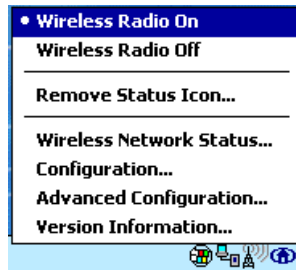 Wireless Radio On
Wireless Radio Off
Remove Status Icon...
Wireless Network Status...
Configuration...
Advanced Configuration...
Version Information...